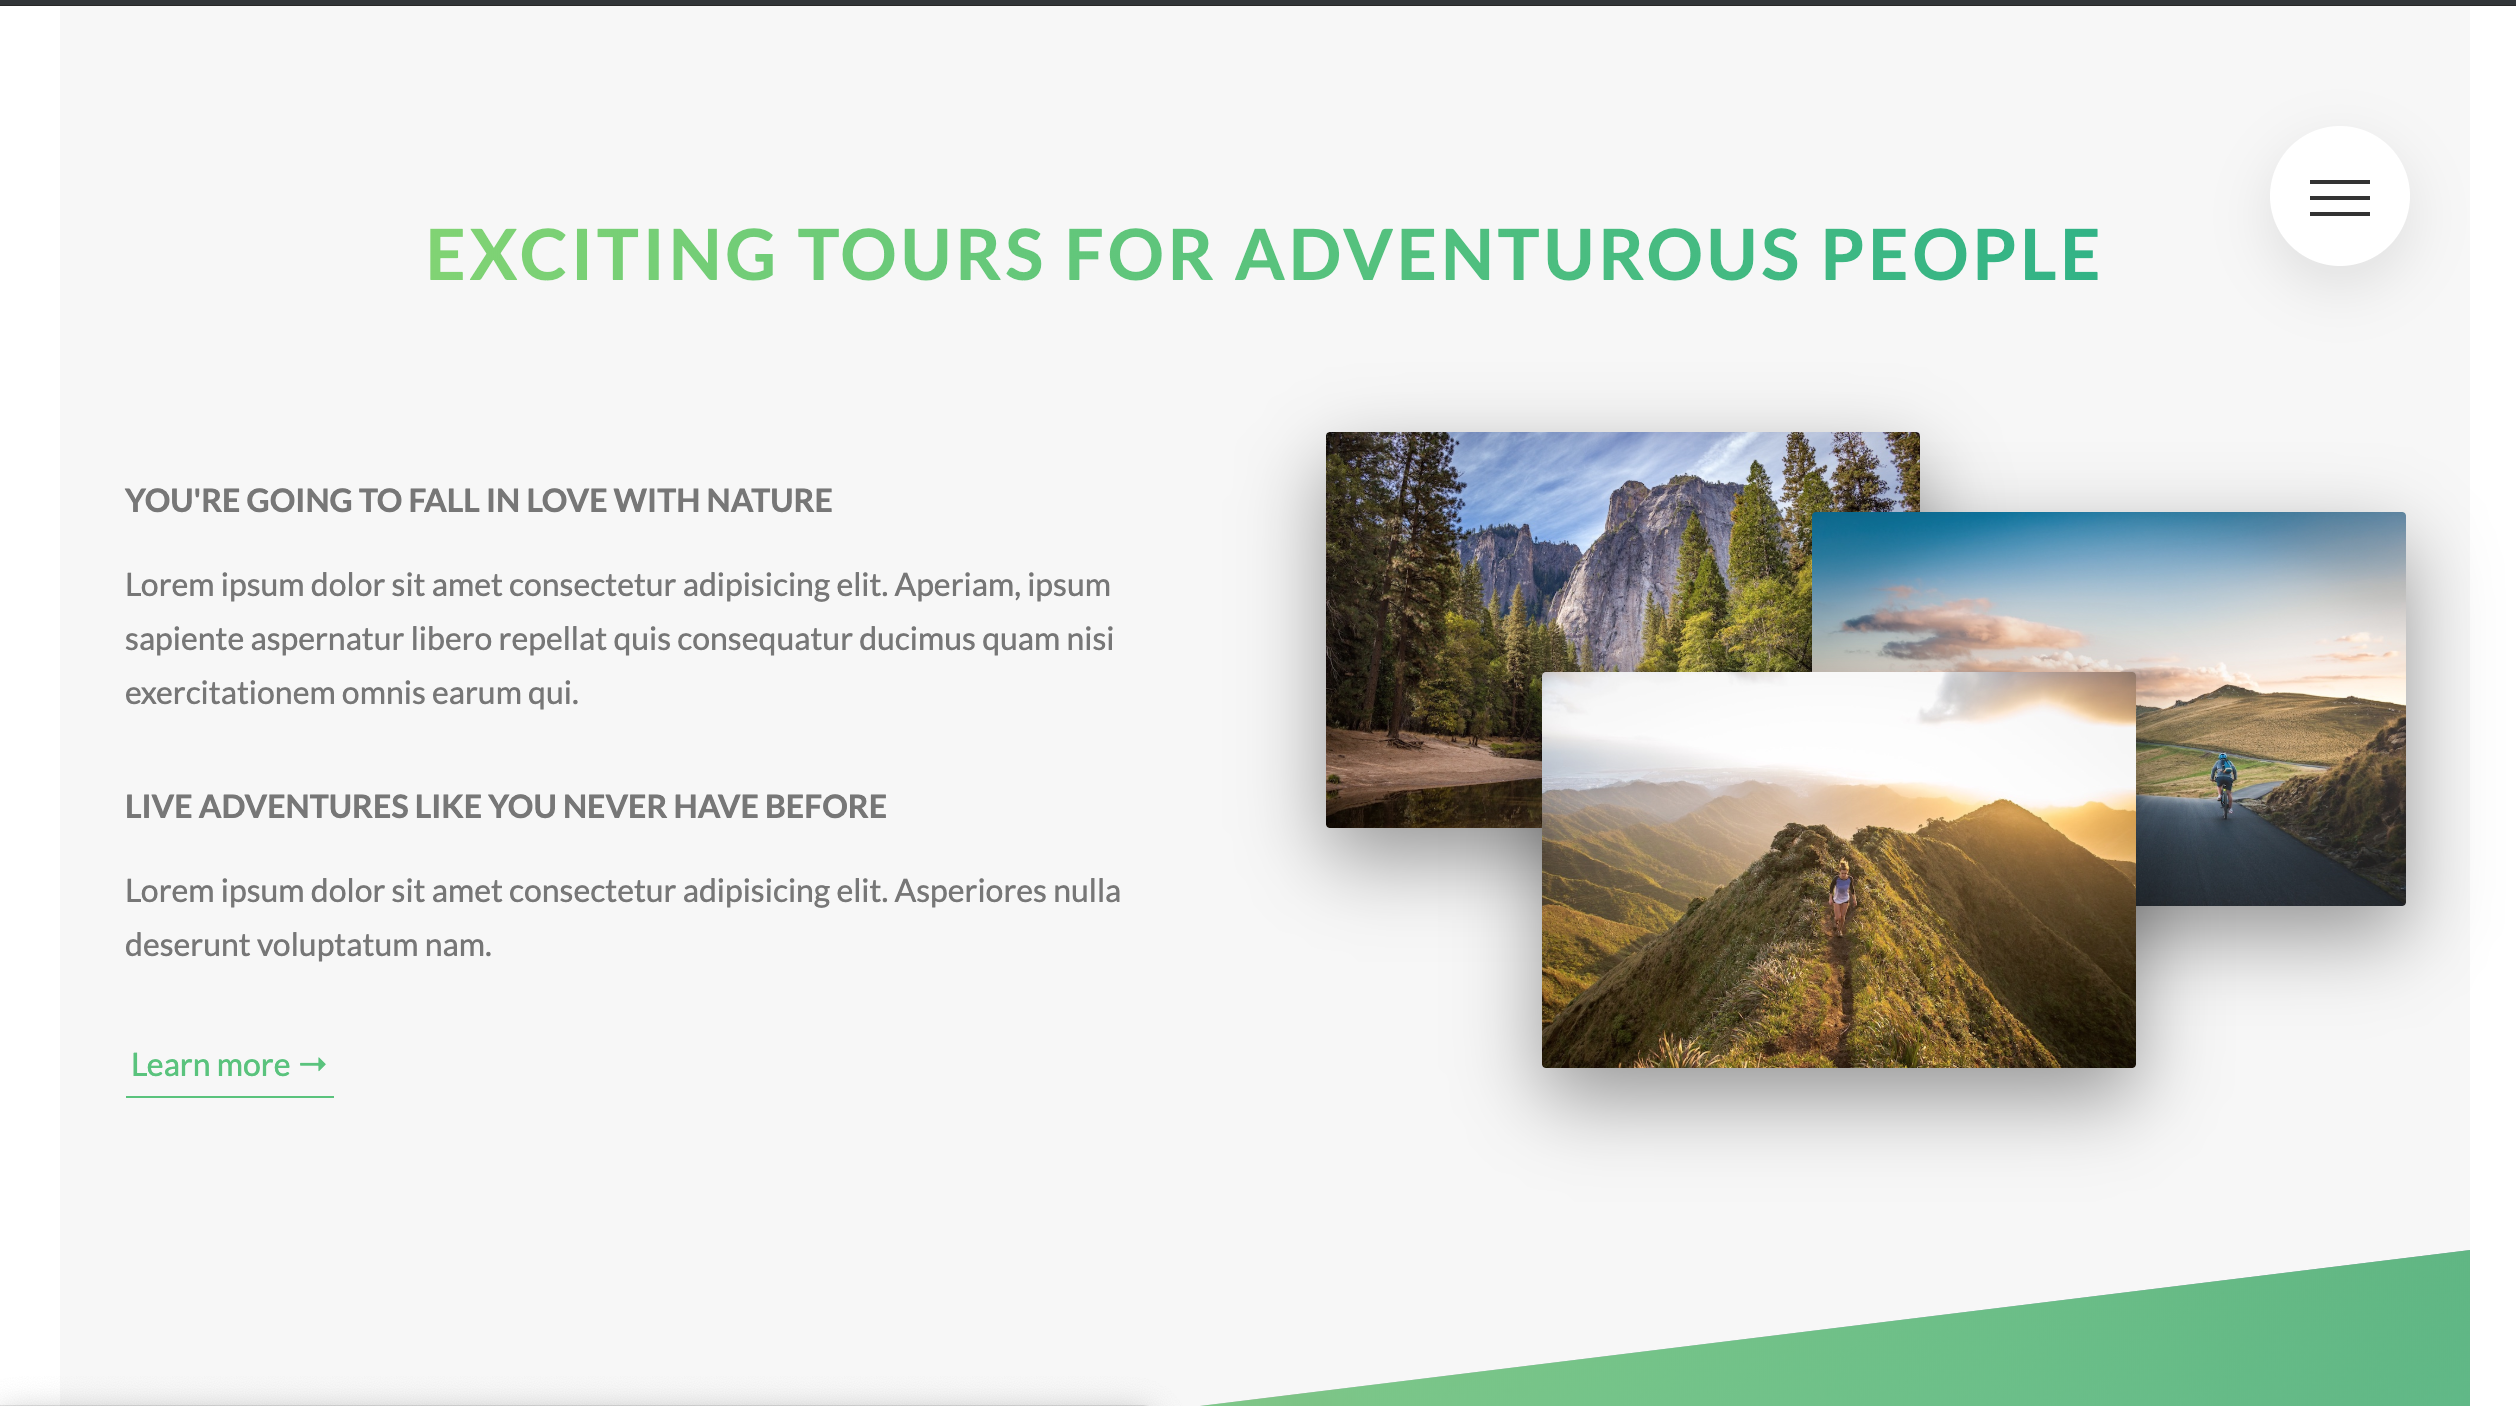 EXCITING TOURS FOR ADVENTUROUS PEOPLE
YOU'RE GOING TO FALL IN LOVE WITH NATURE
Lorem ipsum dolor sit amet consectetur adipisicing elit. Aperiam, ipsum
sapiente aspernatur libero repellat quis consequatur ducimus quam nisi
exercitationem omnis earum qui.
LIVE ADVENTURES LIKE YOU NEVER HAVE BEFORE
Lorem ipsum dolor sit amet consectetur adipisicing elit. Asperiores nulla
deserunt voluptatum nam.
Learn more →